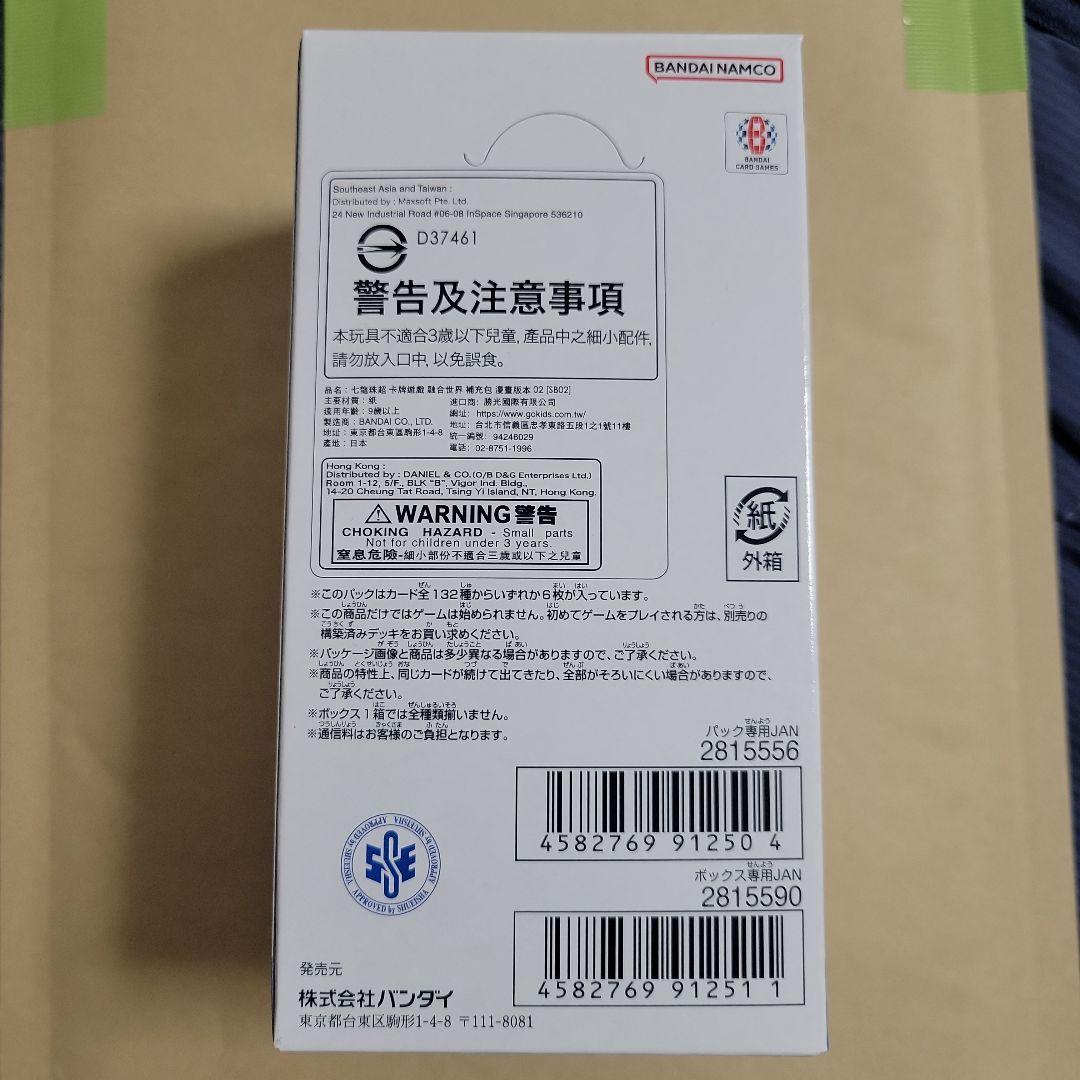 BANDAI NAMCO
BANDAI
CARD GAMES
Southeast Asia and Taiwan :
Distributed by : Maxsoft Pte. Ltd.
24 New Industrial Road #06-08 InSpace Singapore 536210
D37461
警告及注意事項
本玩具不適合3歲以下兒童, 產品中之細小配件,
請勿放入口中, 以免誤食。
品名：七龍珠超 卡牌遊戲 融合世界 補充包 漫畫版本 02 [SB02]
主要材質：紙
適用年齡：9歲以上
製造商：BANDAI CO., LTD.
地址：東京都台東區駒形1-4-8
產地：日本
進口商：勝光國際有限公司
網址：https://www.gokids.com.tw/
地址：台北市信義區忠孝東路五段1之1號11樓
統一編號：94246029
電話：02-8751-1996
Hong Kong :
Distributed by : DANIEL & CO.(O/B D&G Enterprises Ltd.)
Room 1-12, 5/F., BLK "B", Vigor Ind. Bldg.,
14-20 Cheung Tat Road, Tsing Yi Island, NT, Hong Kong.
WARNING 警告
CHOKING HAZARD - Small parts
Not for children under 3 years.
窒息危險-細小部份不適合三歲或以下之兒童
紙
外箱
※このパックはカード全132種からいずれか6枚が入っています。
※この商品だけではゲームは始められません。初めてゲームをプレイされる方は、別売りの
構築済みデッキをお買い求めください。
※パッケージ画像と商品は多少異なる場合がありますので、ご了承ください。
※商品の特性上、同じカードが続けて出てきたり、全部がそろいにくい場合がありますので、
ご了承ください。
※ボックス1箱では全種類揃いません。
※通信料はお客様のご負担となります。
パック専用JAN
2815556
4582769 91250 4
ボックス専用JAN
2815590
4582769 91251 1
APPROVED by SHUEISHA
APPROVED by SHUEISHA
APPROVED by SHUEISHA
発売元
株式会社バンダイ
東京都台東区駒形1-4-8 〒111-8081